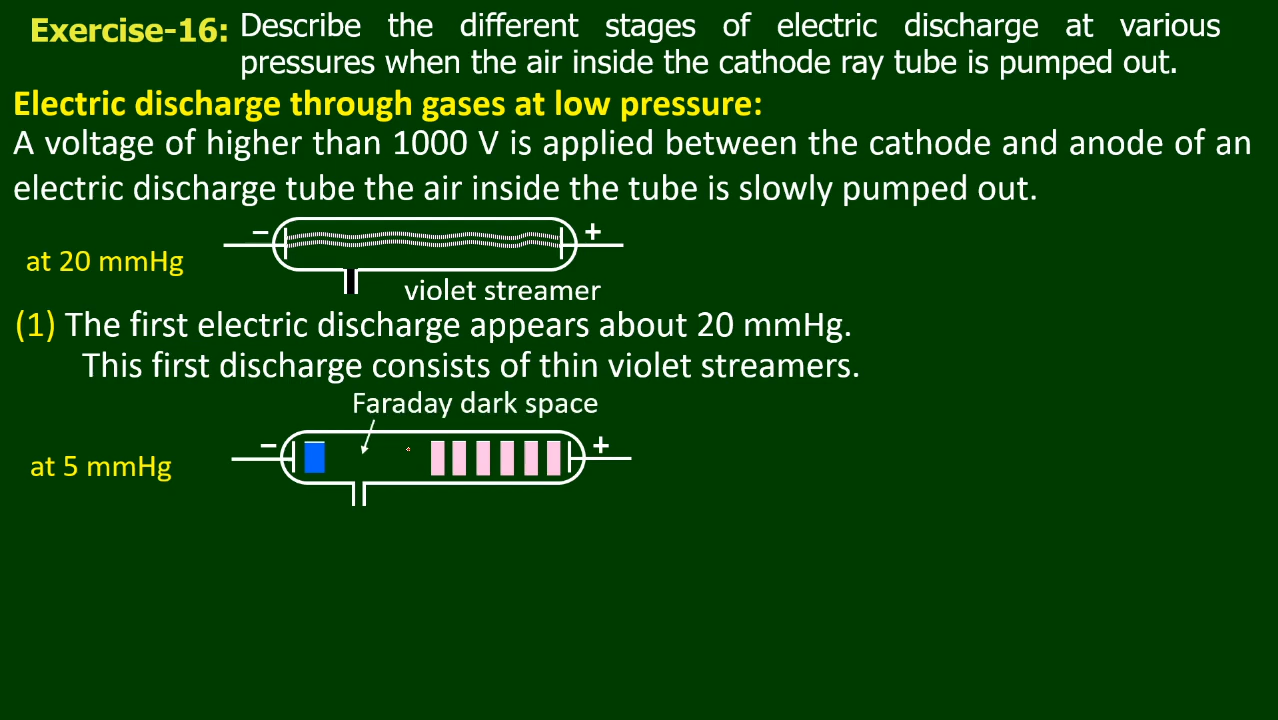 Exercise-16: Describe the different stages of electric discharge at various
pressures when the air inside the cathode ray tube is pumped out.
Electric discharge through gases at low pressure:
A voltage of higher than 1000 V is applied between the cathode and anode of an
electric discharge tube the air inside the tube is slowly pumped out.
– +
at 20 mmHg
violet streamer
(1) The first electric discharge appears about 20 mmHg.
This first discharge consists of thin violet streamers.
Faraday dark space
– +
at 5 mmHg